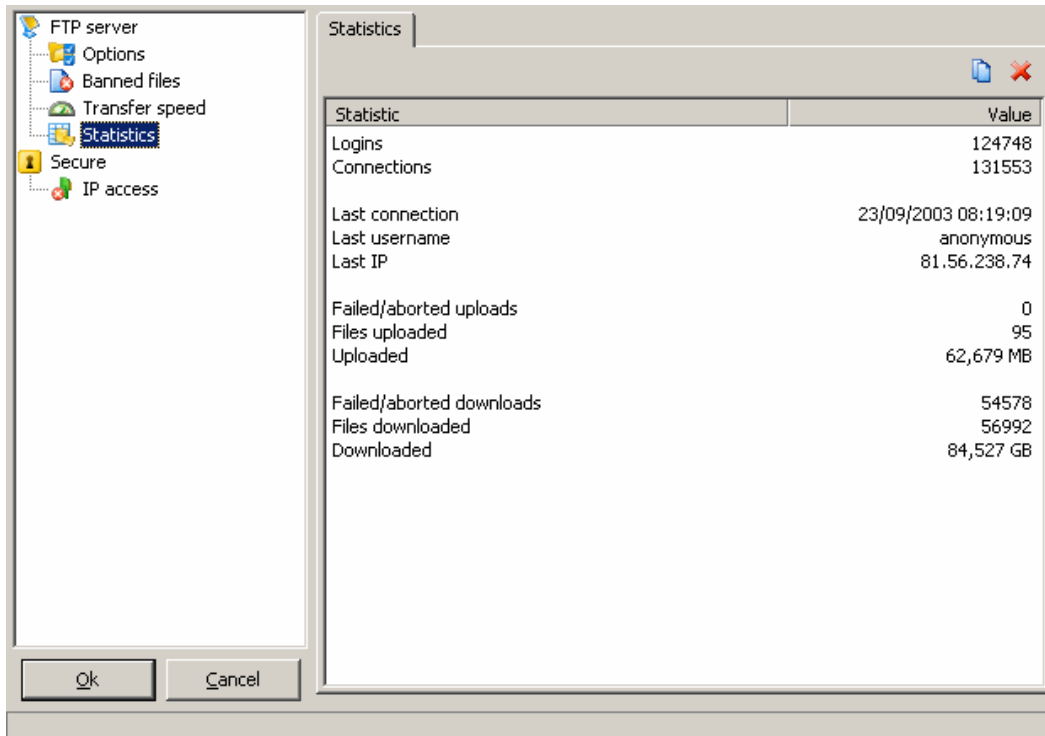 FTP server
Options
Banned files
Transfer speed
Statistics
Secure
IP access
Ok
Cancel
Statistics
Statistic Value
Logins 124748
Connections 131553
Last connection 23/09/2003 08:19:09
Last username anonymous
Last IP 81.56.238.74
Failed/aborted uploads 0
Files uploaded 95
Uploaded 62,679 MB
Failed/aborted downloads 54578
Files downloaded 56992
Downloaded 84,527 GB